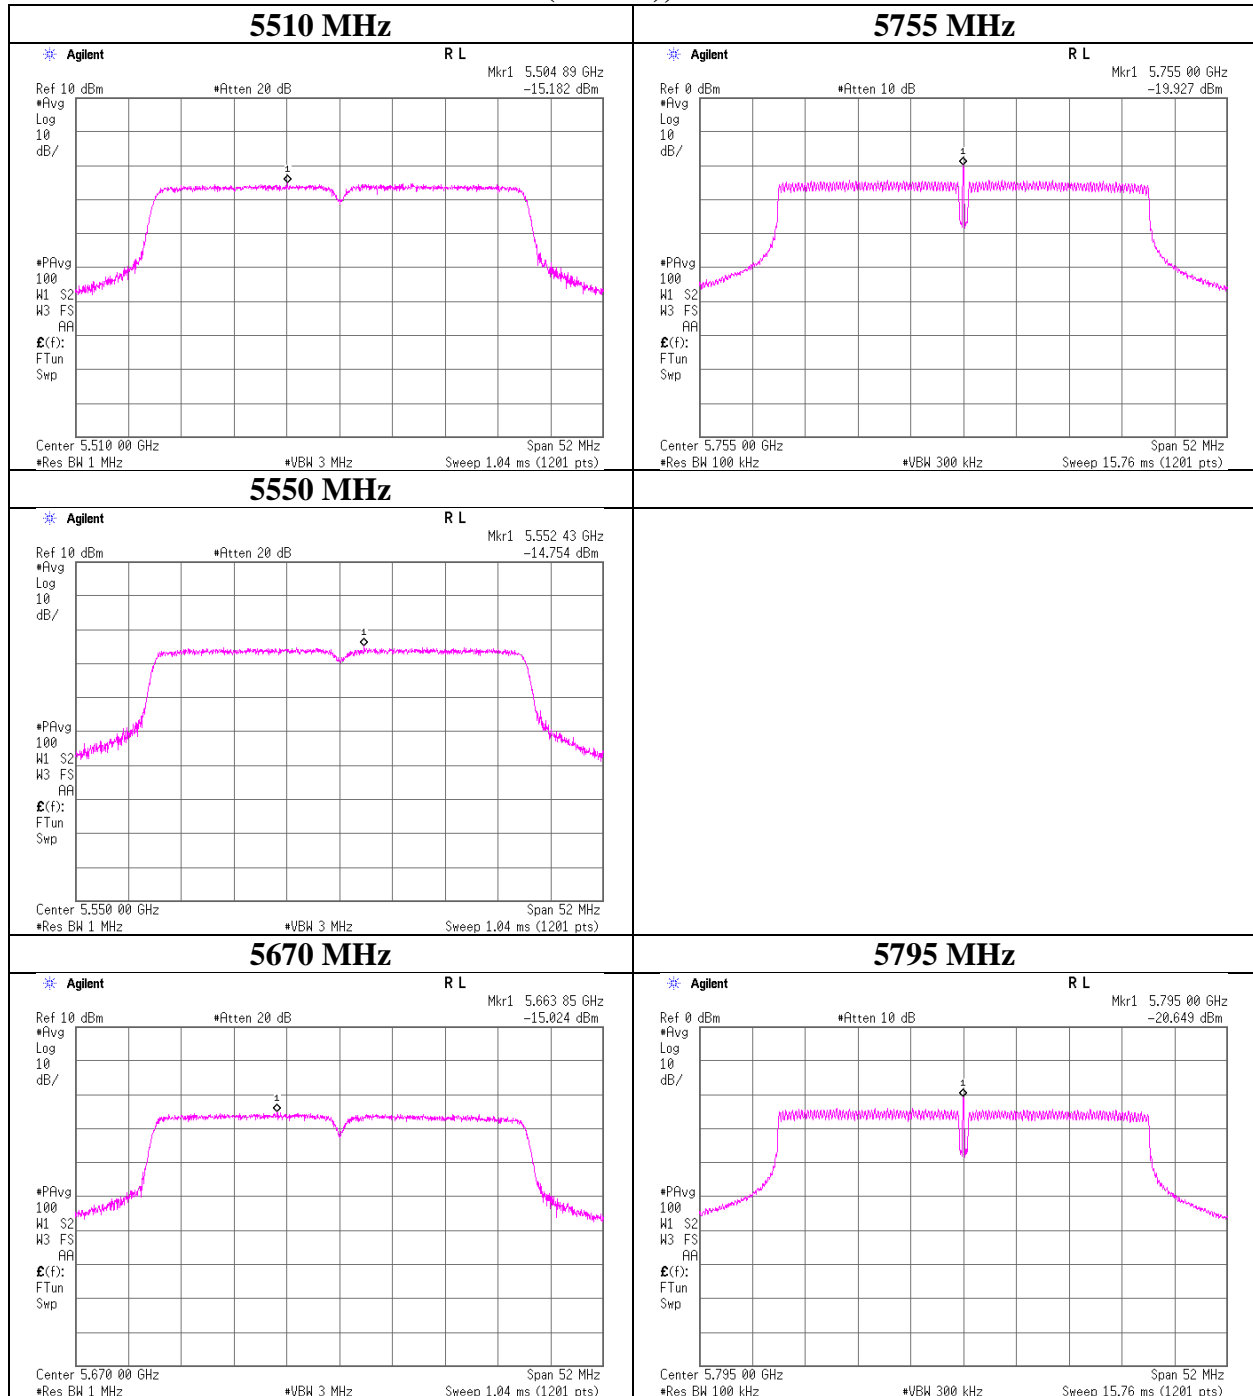 5510 MHz
Agilent R L
Mkr1 5.504 89 GHz
Ref 10 dBm #Atten 20 dB -15.182 dBm
#Avg
Log
10
dB/
1
#PAvg
100
W1 S2
W3 FS
AA
£(f):
FTun
Swp
Center 5.510 00 GHz Span 52 MHz
#Res BW 1 MHz #VBW 3 MHz Sweep 1.04 ms (1201 pts)
5755 MHz
Agilent R L
Mkr1 5.755 00 GHz
Ref 0 dBm #Atten 10 dB -19.927 dBm
#Avg
Log
10
dB/
1
#PAvg
100
W1 S2
W3 FS
AA
£(f):
FTun
Swp
Center 5.755 00 GHz Span 52 MHz
#Res BW 100 kHz #VBW 300 kHz Sweep 15.76 ms (1201 pts)
5550 MHz
Agilent R L
Mkr1 5.552 43 GHz
Ref 10 dBm #Atten 20 dB -14.754 dBm
#Avg
Log
10
dB/
1
#PAvg
100
W1 S2
W3 FS
AA
£(f):
FTun
Swp
Center 5.550 00 GHz Span 52 MHz
#Res BW 1 MHz #VBW 3 MHz Sweep 1.04 ms (1201 pts)
5670 MHz
Agilent R L
Mkr1 5.663 85 GHz
Ref 10 dBm #Atten 20 dB -15.024 dBm
#Avg
Log
10
dB/
1
#PAvg
100
W1 S2
W3 FS
AA
£(f):
FTun
Swp
Center 5.670 00 GHz Span 52 MHz
#Res BW 1 MHz #VBW 3 MHz Sweep 1.04 ms (1201 pts)
5795 MHz
Agilent R L
Mkr1 5.795 00 GHz
Ref 0 dBm #Atten 10 dB -20.649 dBm
#Avg
Log
10
dB/
1
#PAvg
100
W1 S2
W3 FS
AA
£(f):
FTun
Swp
Center 5.795 00 GHz Span 52 MHz
#Res BW 100 kHz #VBW 300 kHz Sweep 15.76 ms (1201 pts)